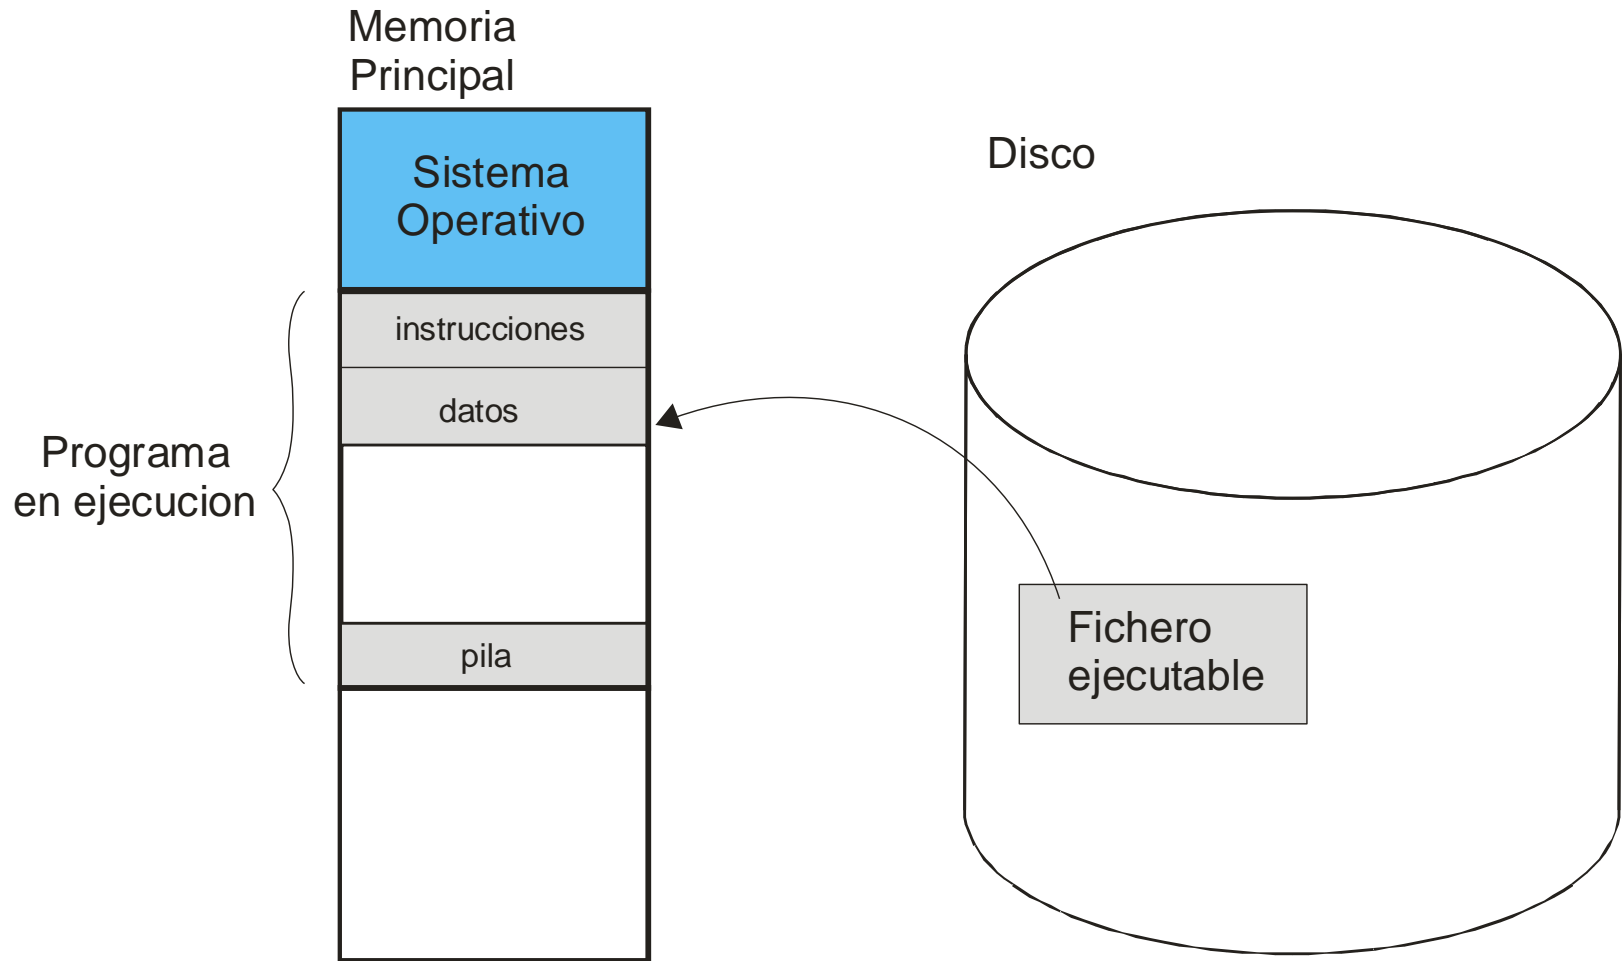 Memoria
Principal
Sistema
Operativo
Disco
instrucciones
datos
Programa
en ejecucion
Fichero
ejecutable
pila